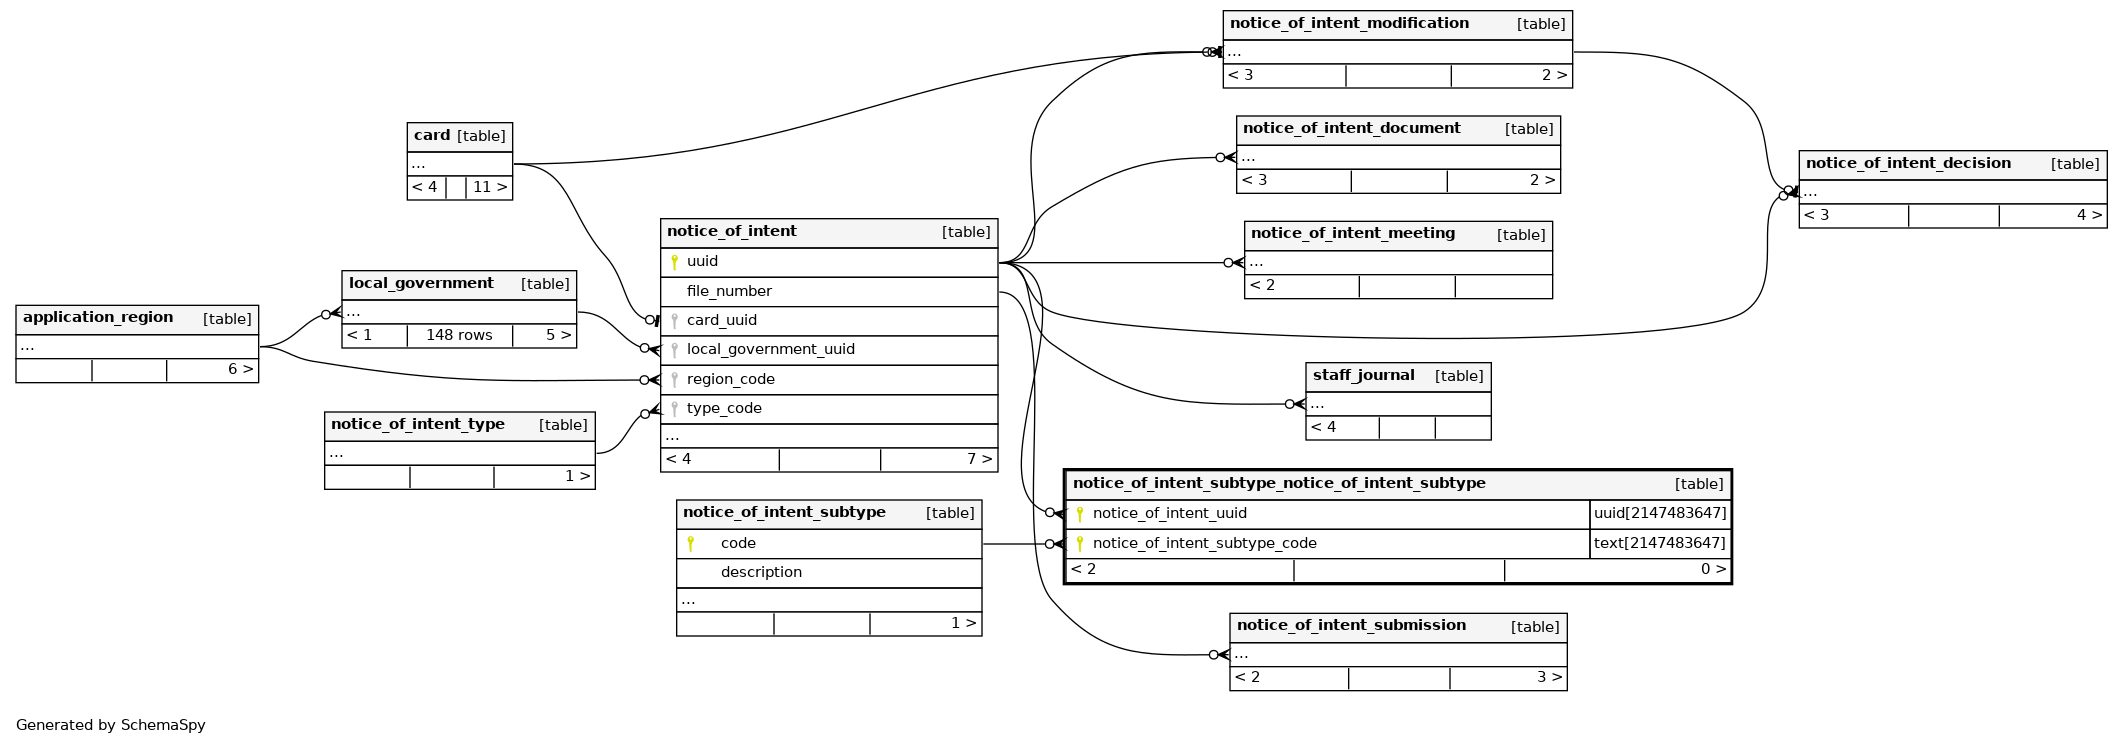 notice_of_intent_modification [table]
...
< 3 2 >
notice_of_intent_document [table]
...
< 3 2 >
card [table]
...
< 4 11 >
notice_of_intent_decision [table]
...
< 3 4 >
notice_of_intent [table]
uuid
file_number
card_uuid
local_government_uuid
region_code
type_code
...
< 4 7 >
notice_of_intent_meeting [table]
...
< 2
local_government [table]
...
< 1 148 rows 5 >
application_region [table]
...
6 >
staff_journal [table]
...
< 4
notice_of_intent_type [table]
...
1 >
notice_of_intent_subtype_notice_of_intent_subtype [table]
notice_of_intent_uuid uuid[2147483647]
notice_of_intent_subtype_code text[2147483647]
< 2 0 >
notice_of_intent_subtype [table]
code
description
...
1 >
notice_of_intent_submission [table]
...
< 2 3 >
Generated by SchemaSpy